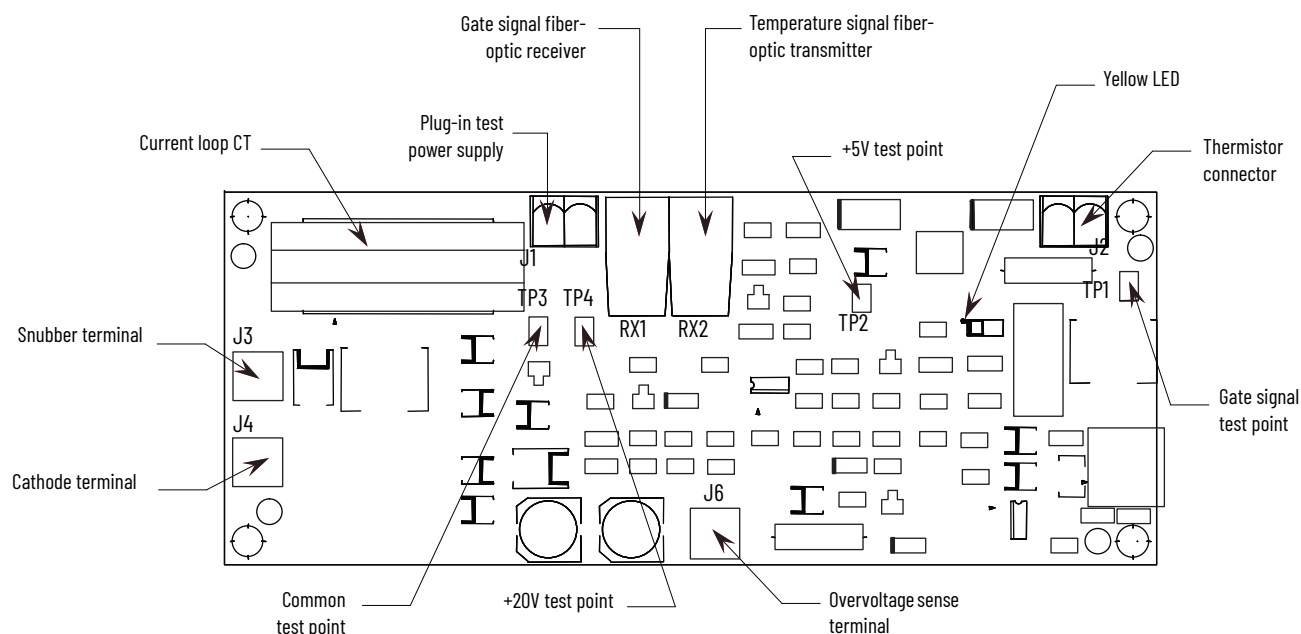 Gate signal fiber-
optic receiver
Temperature signal fiber-
optic transmitter
Yellow LED
Plug-in test
power supply
Current loop CT
+5V test point
Thermistor
connector
J1
J2
TP3
TP4
TP1
RX1
RX2
TP2
Snubber terminal
J3
Gate signal
test point
J4
Cathode terminal
J6
Common
test point
+20V test point
Overvoltage sense
terminal